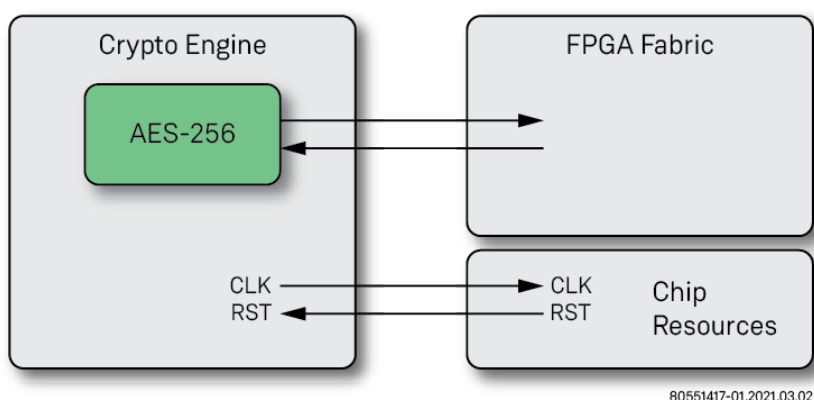 Crypto Engine
AES-256
CLK
RST
FPGA Fabric
CLK
RST
Chip
Resources
80551417-01.2021.03.02